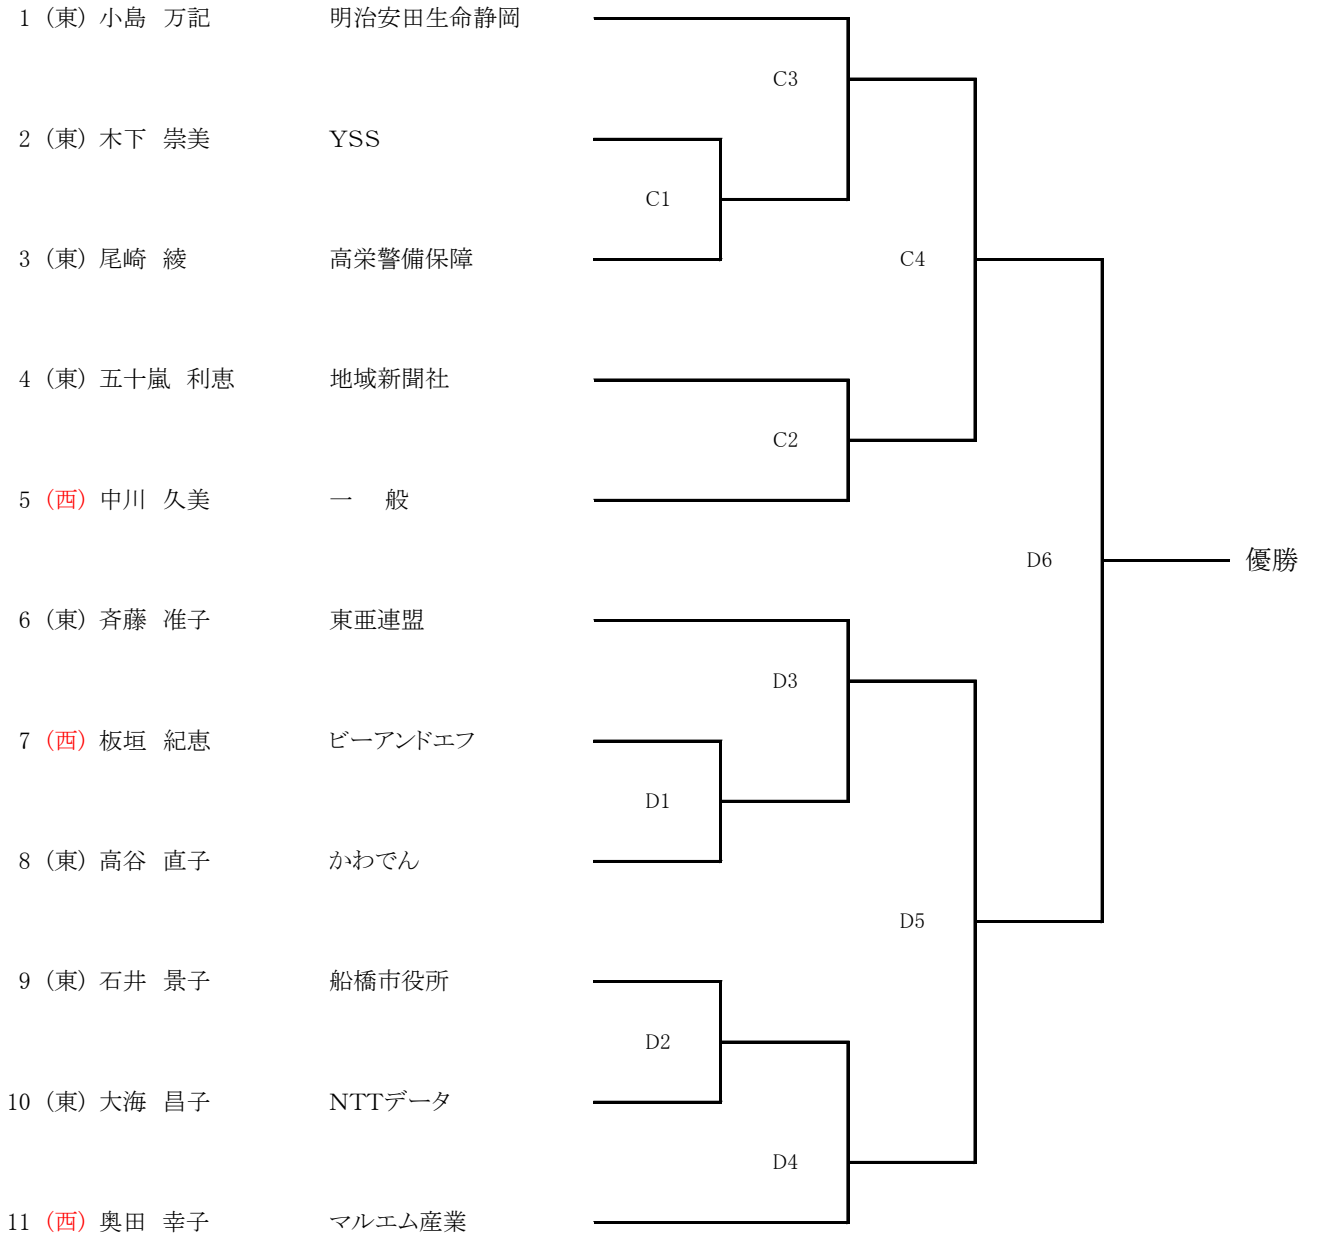 1 (東) 小島 万記 明治安田生命静岡
C3
2 (東) 木下 崇美 YSS
C1
3 (東) 尾崎 綾 高栄警備保障
C4
4 (東) 五十嵐 利恵 地域新聞社
C2
5 (西) 中川 久美 一 般
D6 優勝
6 (東) 斉藤 准子 東亜連盟
D3
7 (西) 板垣 紀恵 ビーアンドエフ
D1
8 (東) 高谷 直子 かわでん
D5
9 (東) 石井 景子 船橋市役所
D2
10 (東) 大海 昌子 NTTデータ
D4
11 (西) 奥田 幸子 マルエム産業